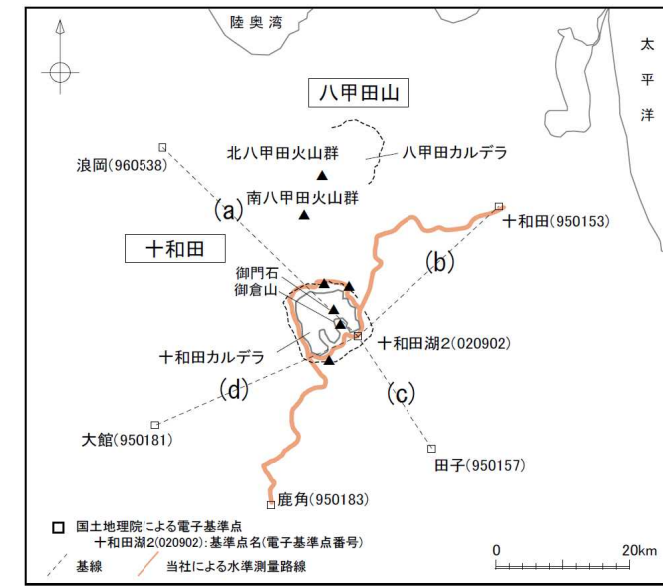 陸奥湾
太平洋
八甲田山
北八甲田火山群
八甲田カルデラ
浪岡(960538)
南八甲田火山群
(a)
十和田(950153)
十和田
(b)
御門石
御倉山
十和田湖2(020902)
十和田カルデラ
(d)
(c)
大館(950181)
田子(950157)
鹿角(950183)
国土地理院による電子基準点
十和田湖2(020902):基準点名(電子基準点番号)
基線
当社による水準測量路線
0
20km